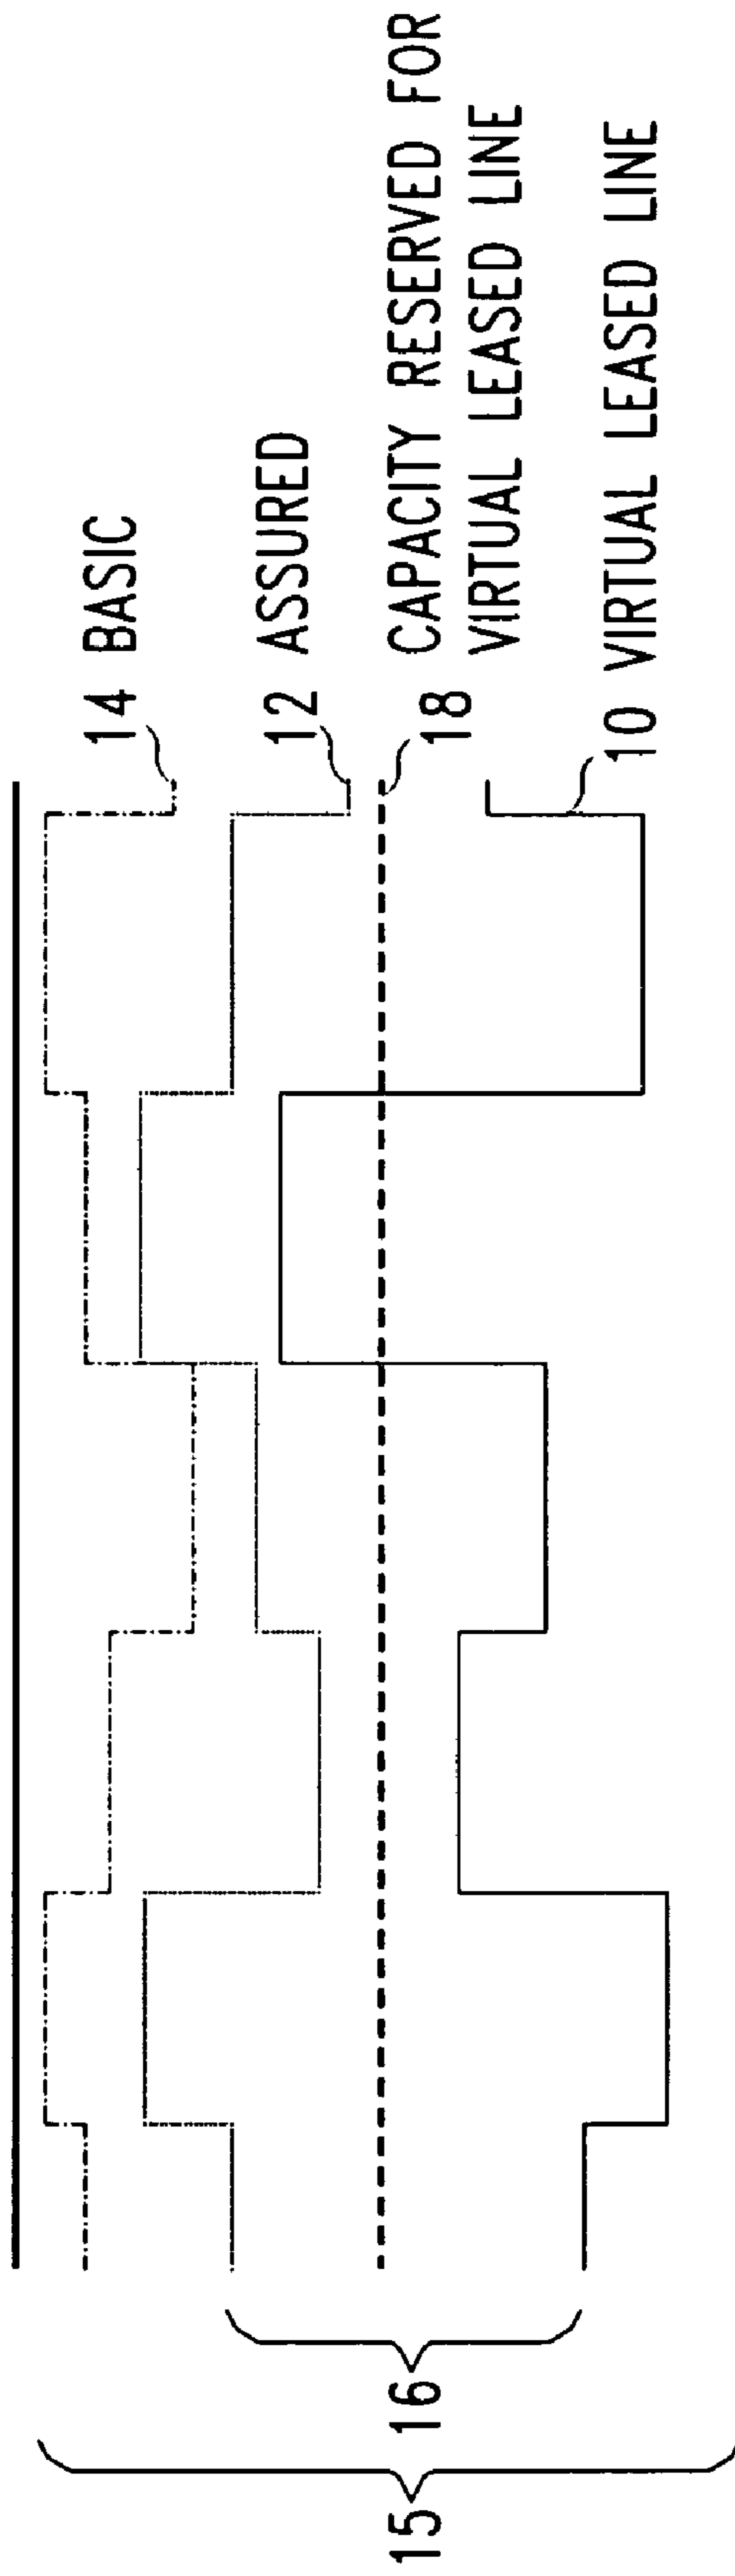 14 BASIC
12 ASSURED
18 CAPACITY RESERVED FOR
VIRTUAL LEASED LINE
10 VIRTUAL LEASED LINE
16
15